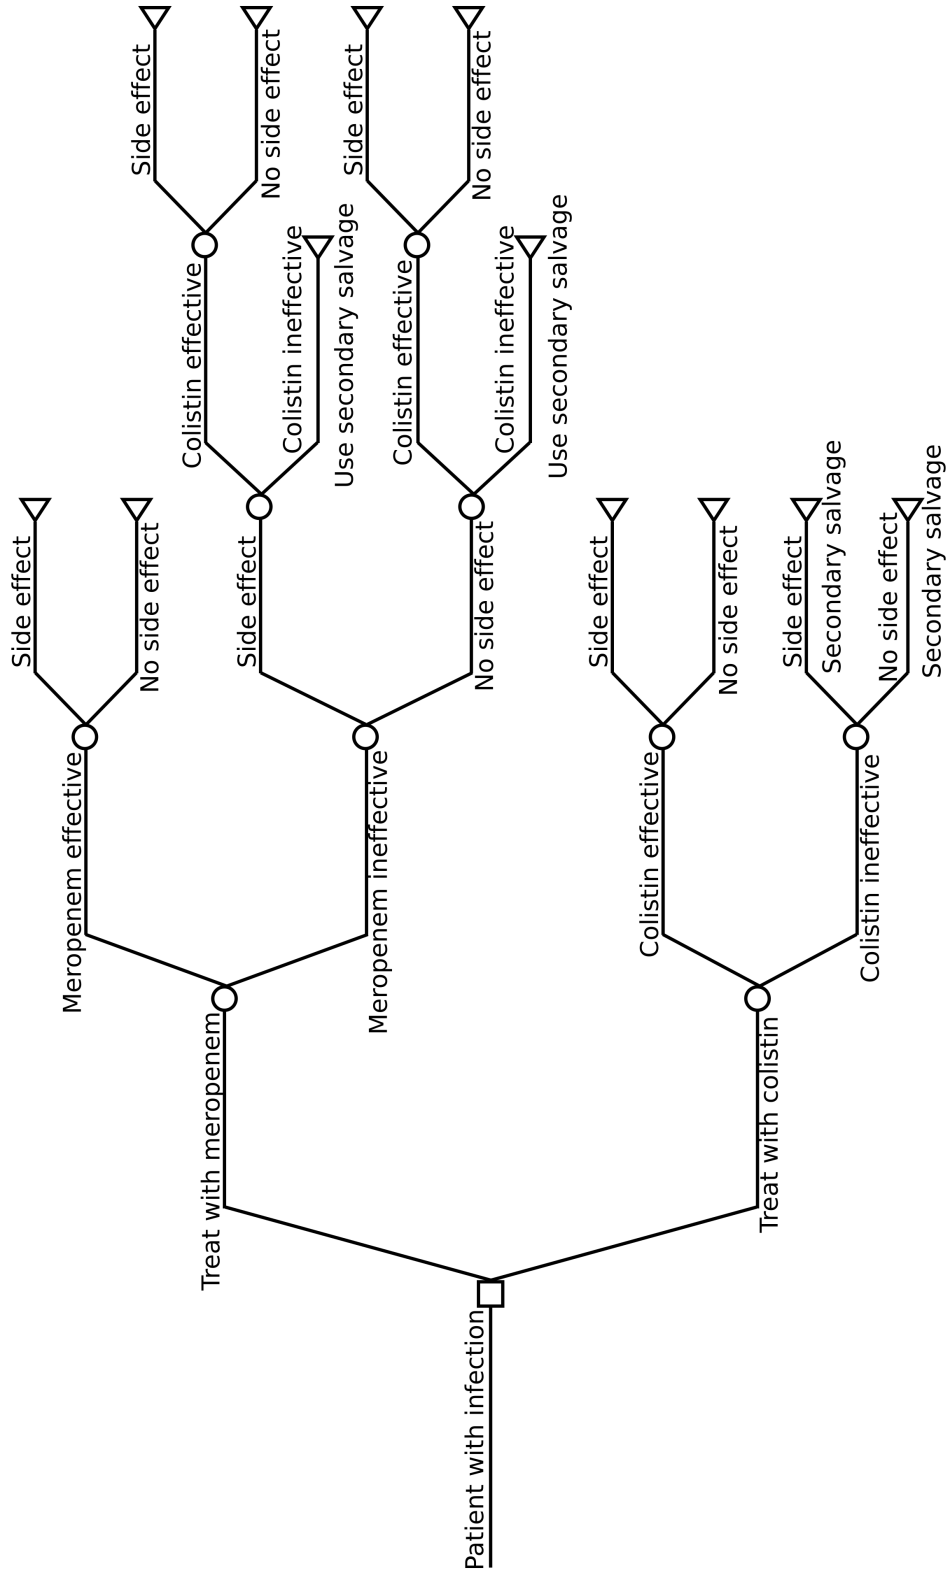 Patient with infection
Treat with meropenem
Meropenem effective
Side effect
No side effect
Meropenem ineffective
Side effect
Colistin effective
Side effect
No side effect
Colistin ineffective
Use secondary salvage
No side effect
Colistin effective
Side effect
No side effect
Colistin ineffective
Use secondary salvage
Treat with colistin
Colistin effective
Side effect
No side effect
Colistin ineffective
Side effect
Secondary salvage
No side effect
Secondary salvage